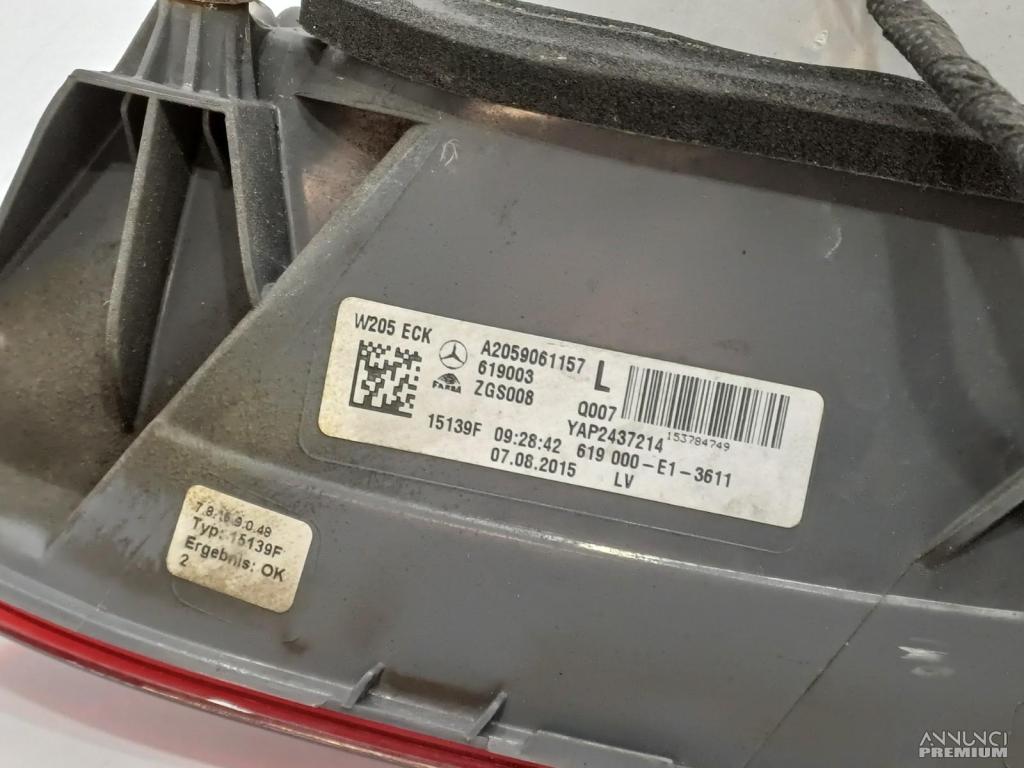 W205 ECK
A2059061157
619003
ZGS008
L
Q007
YAP2437214
153784749
15139F 09:28:42 619 000-E1-3611
07.08.2015 LV
Typ: 15139F
Ergebnis: OK
2
ANNUNCI
PREMIUM